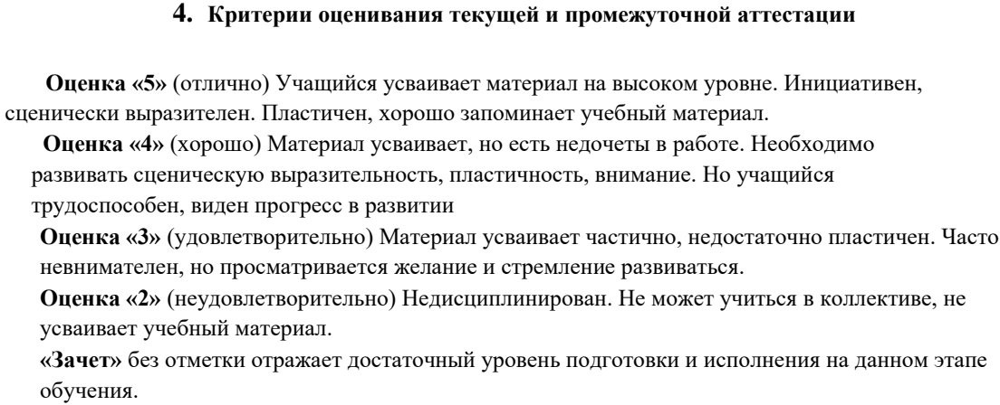 4. Критерии оценивания текущей и промежуточной аттестации
Оценка «5» (отлично) Учащийся усваивает материал на высоком уровне. Инициативен,
сценически выразителен. Пластичен, хорошо запоминает учебный материал.
Оценка «4» (хорошо) Материал усваивает, но есть недочеты в работе. Необходимо
развивать сценическую выразительность, пластичность, внимание. Но учащийся
трудоспособен, виден прогресс в развитии
Оценка «3» (удовлетворительно) Материал усваивает частично, недостаточно пластичен. Часто
невнимателен, но просматривается желание и стремление развиваться.
Оценка «2» (неудовлетворительно) Недисциплинирован. Не может учиться в коллективе, не
усваивает учебный материал.
«Зачет» без отметки отражает достаточный уровень подготовки и исполнения на данном этапе
обучения.